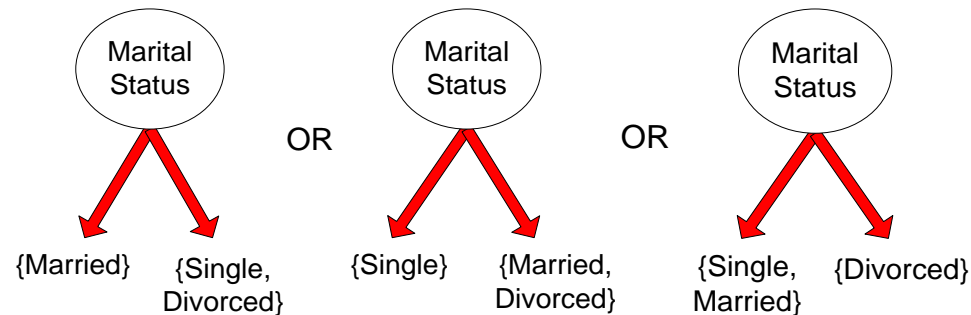 Marital
Status
OR
Marital
Status
OR
Marital
Status
{Married}
{Single,
Divorced}
{Single}
{Married,
Divorced}
{Single,
Married}
{Divorced}